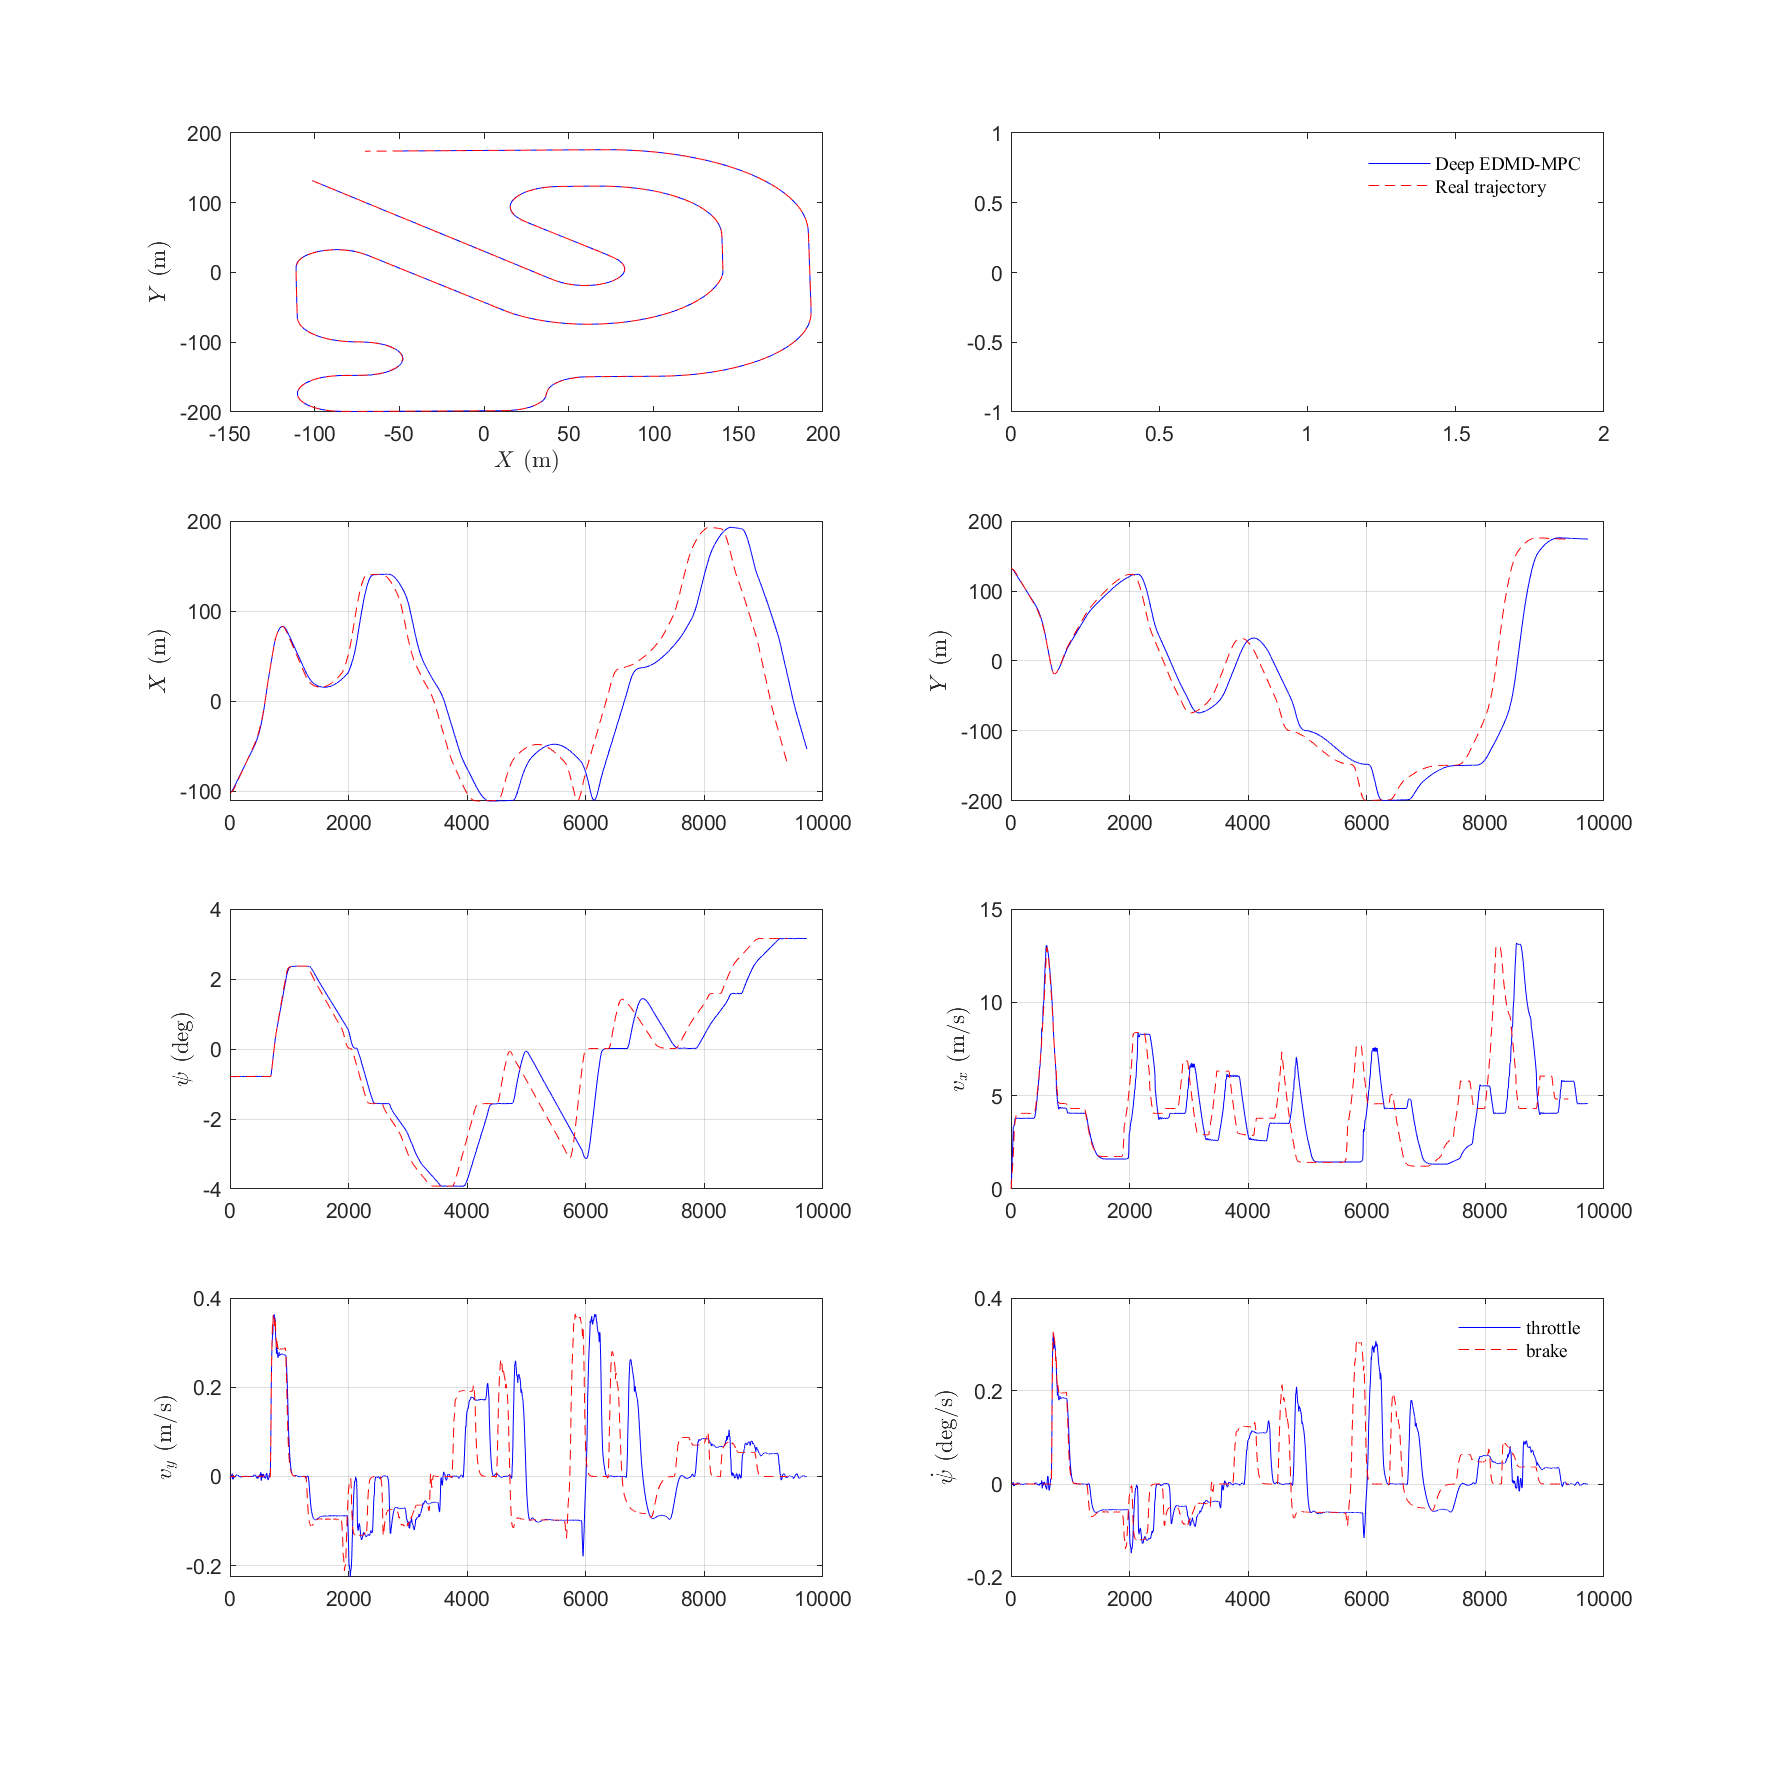 200
100
0
-100
-200
-150 -100 -50 0 50 100 150 200
X (m)
Y (m)
1
0.5
0
-0.5
-1
0 0.5 1 1.5 2
Deep EDMD-MPC
Real trajectory
200
100
0
-100
0 2000 4000 6000 8000 10000
X (m)
200
100
0
-100
-200
0 2000 4000 6000 8000 10000
Y (m)
4
2
0
-2
-4
0 2000 4000 6000 8000 10000
ψ (deg)
15
10
5
0
0 2000 4000 6000 8000 10000
vₓ (m/s)
0.4
0.2
0
-0.2
0 2000 4000 6000 8000 10000
v_y (m/s)
0.4
0.2
0
-0.2
0 2000 4000 6000 8000 10000
ψ̇ (deg/s)
throttle
brake